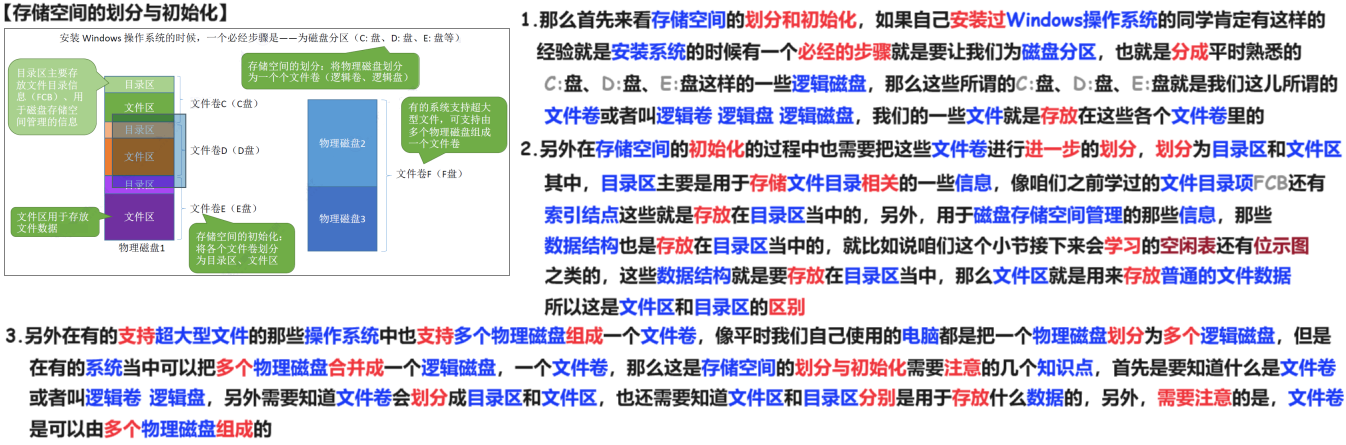 【存储空间的划分与初始化】
安装 Windows 操作系统的时候，一个必经步骤是——为磁盘分区（C: 盘、D: 盘、E: 盘等）
目录区主要存
放文件目录信
息（FCB）、用
于磁盘存储空
间管理的信息
存储空间的划分：将物理磁盘划分
为一个个文件卷（逻辑卷、逻辑盘）
目录区
文件区
文件卷C（C盘）
目录区
文件区
文件卷D（D盘）
目录区
文件区
文件卷E（E盘）
文件区用于存放
文件数据
物理磁盘1
存储空间的初始化：
将各个文件卷划分
为目录区、文件区
有的系统支持超大
型文件，可支持由
多个物理磁盘组成
一个文件卷
物理磁盘2
文件卷F（F盘）
物理磁盘3
1.那么首先来看存储空间的划分和初始化，如果自己安装过Windows操作系统的同学肯定有这样的
经验就是安装系统的时候有一个必经的步骤就是要让我们为磁盘分区，也就是分成平时熟悉的
C:盘、D:盘、E:盘这样的一些逻辑磁盘，那么这些所谓的C:盘、D:盘、E:盘就是我们这儿所谓的
文件卷或者叫逻辑卷 逻辑盘 逻辑磁盘，我们的一些文件就是存放在这些各个文件卷里的
2.另外在存储空间的初始化的过程中也需要把这些文件卷进行进一步的划分，划分为目录区和文件区
其中，目录区主要是用于存储文件目录相关的一些信息，像咱们之前学过的文件目录项FCB还有
索引结点这些就是存放在目录区当中的，另外，用于磁盘存储空间管理的那些信息，那些
数据结构也是存放在目录区当中的，就比如说咱们这个小节接下来会学习的空闲表还有位示图
之类的，这些数据结构就是要存放在目录区当中，那么文件区就是用来存放普通的文件数据
所以这是文件区和目录区的区别
3.另外在有的支持超大型文件的那些操作系统中也支持多个物理磁盘组成一个文件卷，像平时我们自己使用的电脑都是把一个物理磁盘划分为多个逻辑磁盘，但是
在有的系统当中可以把多个物理磁盘合并成一个逻辑磁盘，一个文件卷，那么这是存储空间的划分与初始化需要注意的几个知识点，首先是要知道什么是文件卷
或者叫逻辑卷 逻辑盘，另外需要知道文件卷会划分成目录区和文件区，也还需要知道文件区和目录区分别是用于存放什么数据的，另外，需要注意的是，文件卷
是可以由多个物理磁盘组成的